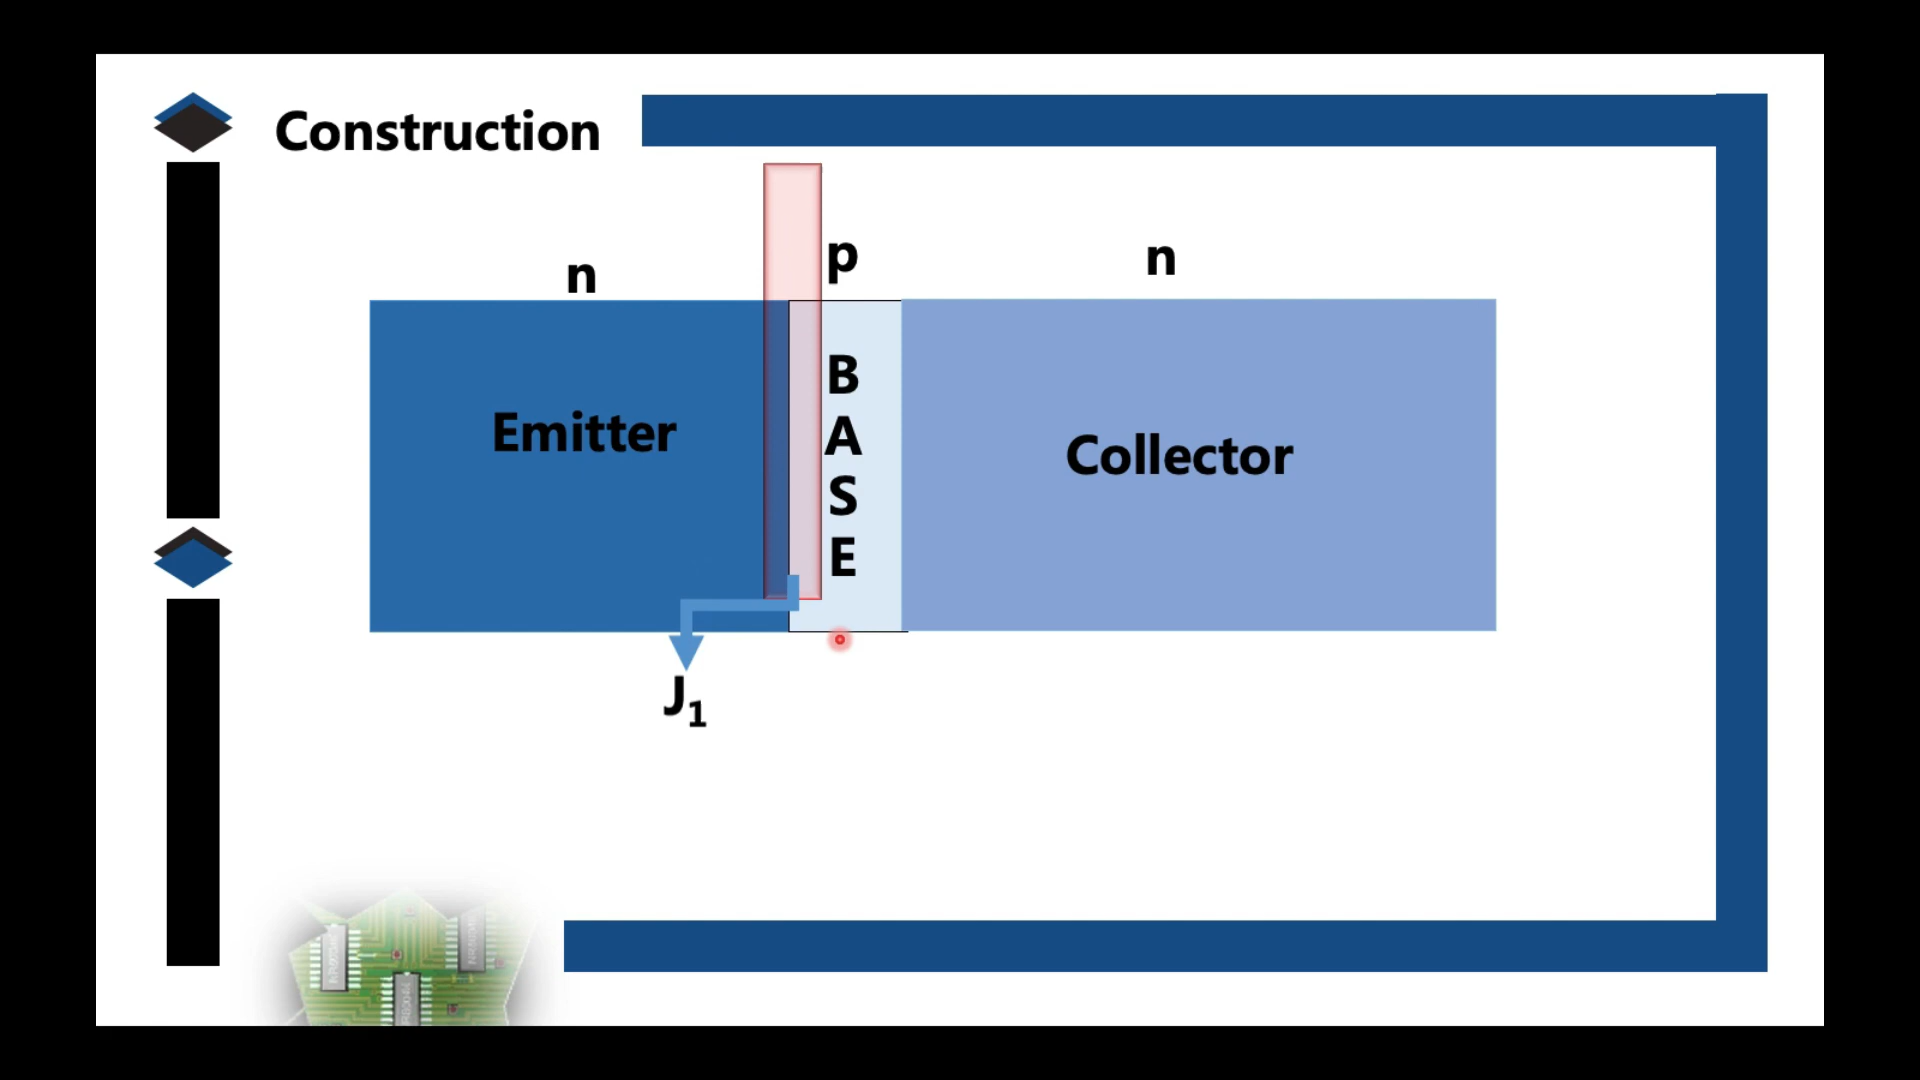 Construction
n
p
n
Emitter
B
A
S
E
Collector
J₁